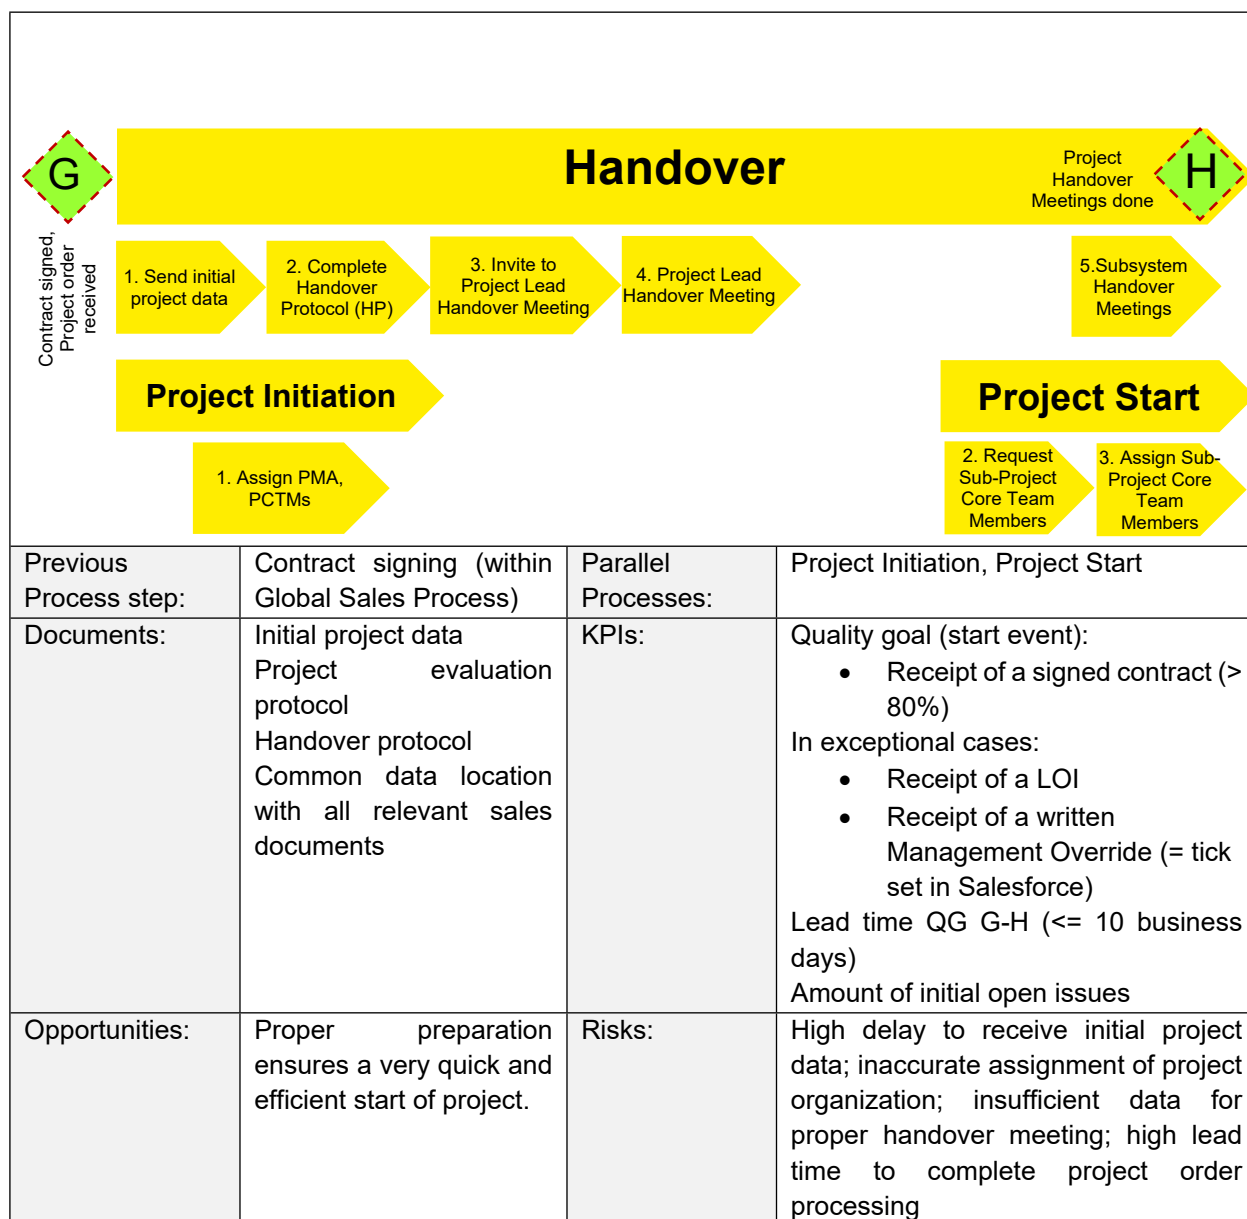 G
Contract signed,
Project order
received
Handover
Project
Handover
Meetings done
H
1. Send initial
project data
2. Complete
Handover
Protocol (HP)
3. Invite to
Project Lead
Handover Meeting
4. Project Lead
Handover Meeting
5.Subsystem
Handover
Meetings
Project Initiation
Project Start
1. Assign PMA,
PCTMs
2. Request
Sub-Project
Core Team
Members
3. Assign Sub-
Project Core
Team
Members
Previous
Process step:
Contract signing (within
Global Sales Process)
Parallel
Processes:
Project Initiation, Project Start
Documents:
Initial project data
Project evaluation
protocol
Handover protocol
Common data location
with all relevant sales
documents
KPIs:
Quality goal (start event):
• Receipt of a signed contract (>
80%)
In exceptional cases:
• Receipt of a LOI
• Receipt of a written
Management Override (= tick
set in Salesforce)
Lead time QG G-H (<= 10 business
days)
Amount of initial open issues
Opportunities:
Proper preparation
ensures a very quick and
efficient start of project.
Risks:
High delay to receive initial project
data; inaccurate assignment of project
organization; insufficient data for
proper handover meeting; high lead
time to complete project order
processing